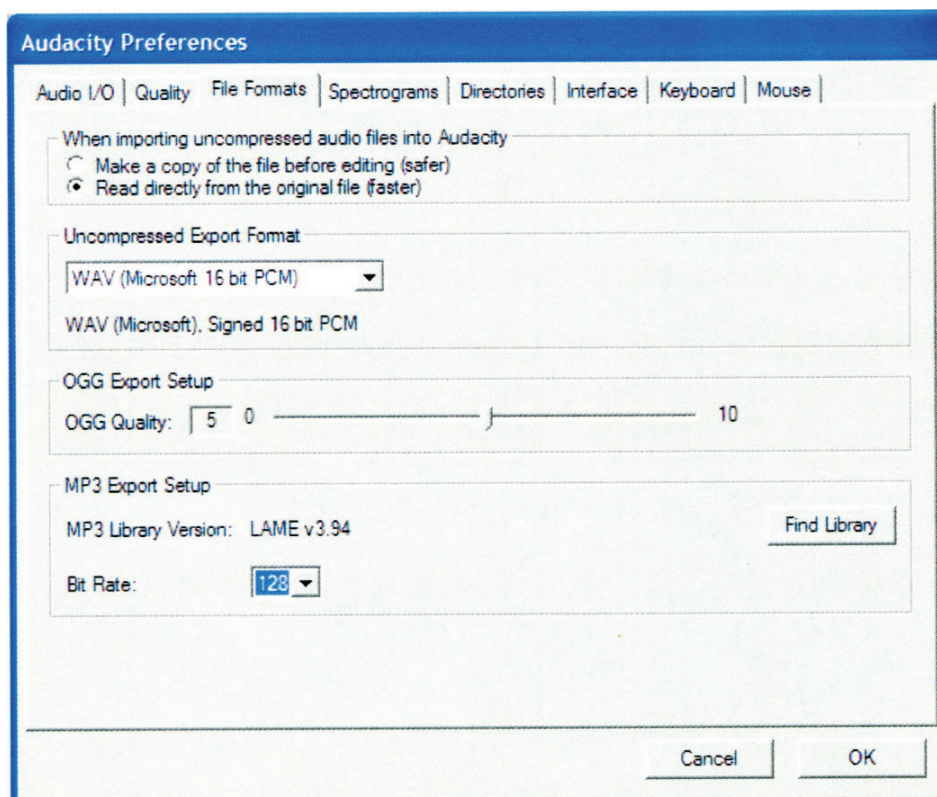 Audacity Preferences
Audio I/O Quality File Formats Spectrograms Directories Interface Keyboard Mouse
When importing uncompressed audio files into Audacity
Make a copy of the file before editing (safer)
Read directly from the original file (faster)
Uncompressed Export Format
WAV (Microsoft 16 bit PCM)
WAV (Microsoft), Signed 16 bit PCM
OGG Export Setup
OGG Quality: 5 0 10
MP3 Export Setup
MP3 Library Version: LAME v3.94 Find Library
Bit Rate: 128
Cancel OK